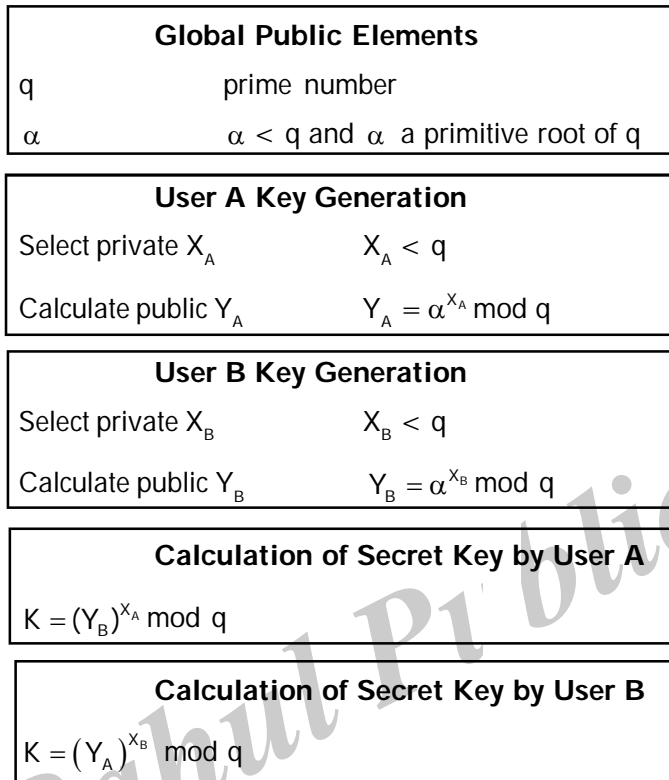 Global Public Elements
q prime number
α α < q and α a primitive root of q
User A Key Generation
Select private X_A X_A < q
Calculate public Y_A Y_A = α^{X_A} mod q
User B Key Generation
Select private X_B X_B < q
Calculate public Y_B Y_B = α^{X_B} mod q
Calculation of Secret Key by User A
K = (Y_B)^{X_A} mod q
Calculation of Secret Key by User B
K = (Y_A)^{X_B} mod q